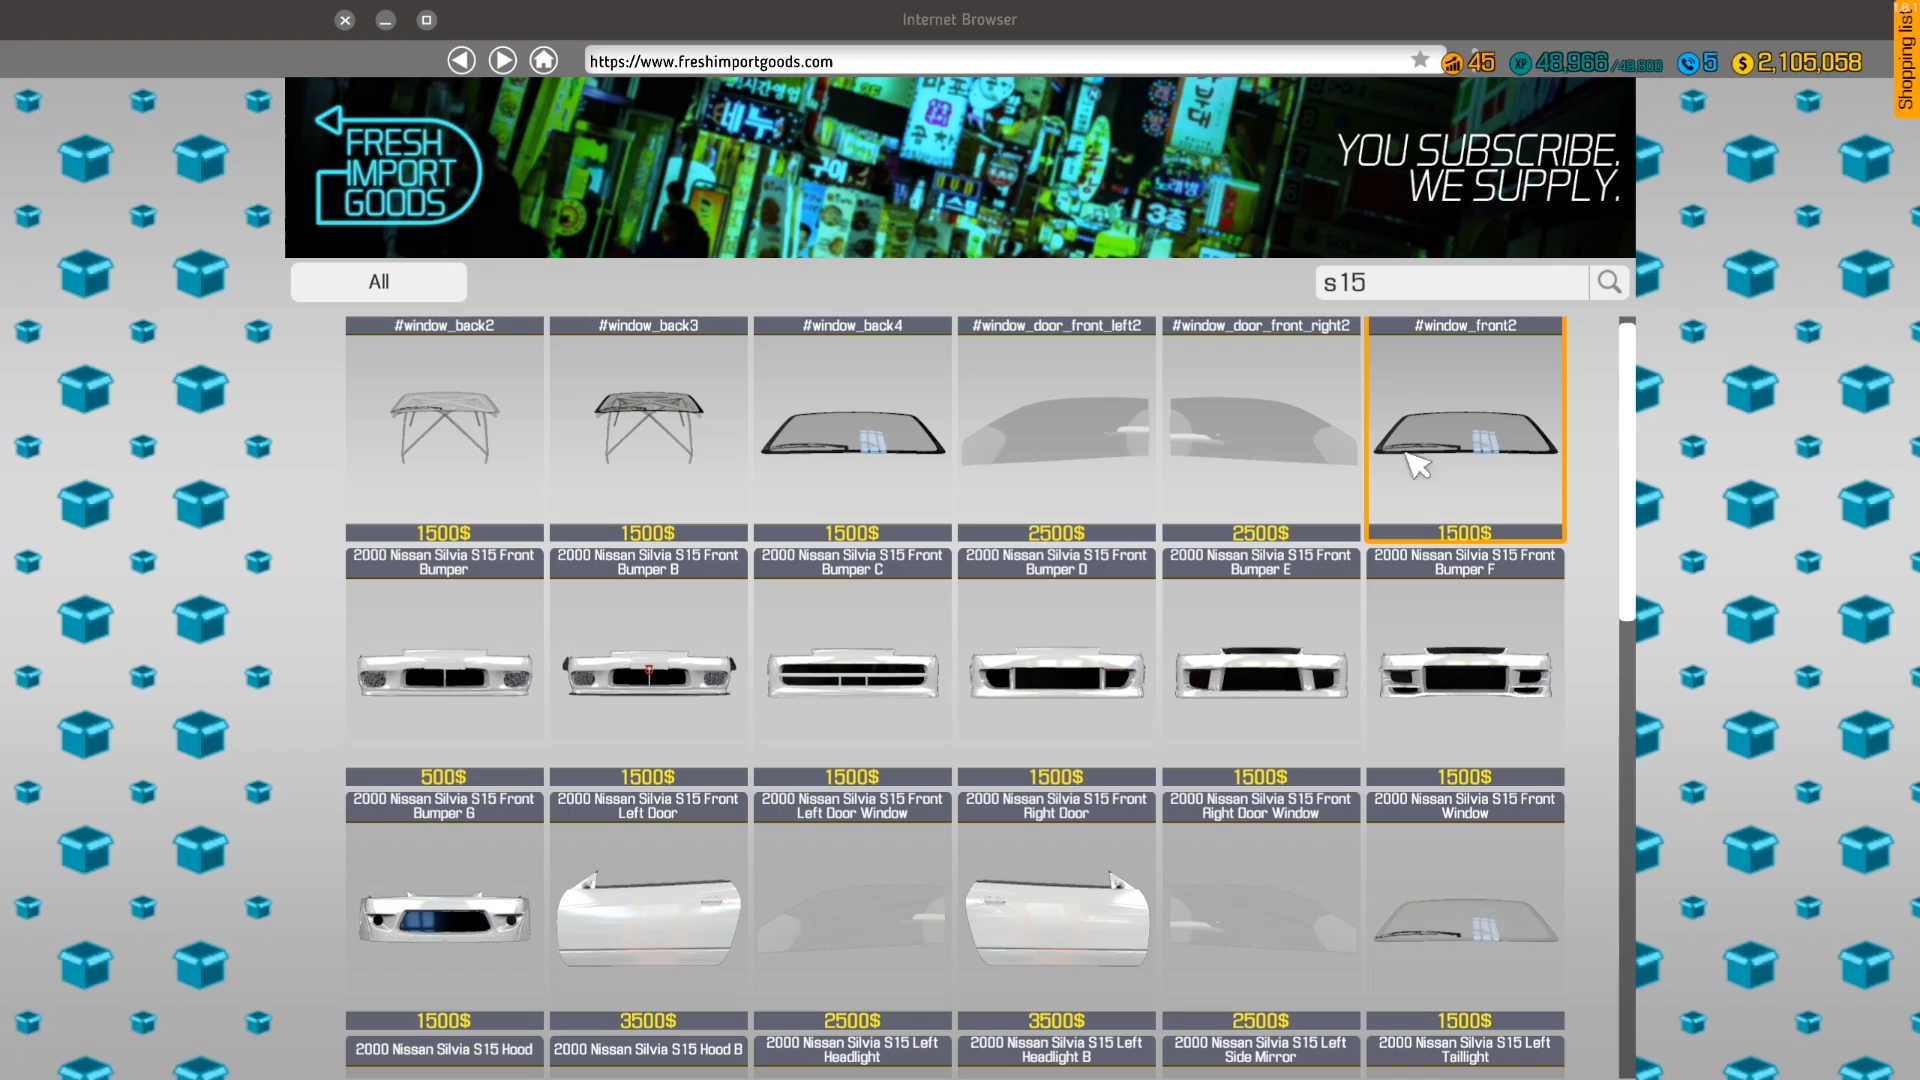 Internet Browser
Shopping list
https://www.freshimportgoods.com
45
XP 48,966/49,800
5
$ 2,105,058
FRESH
IMPORT
GOODS
YOU SUBSCRIBE.
WE SUPPLY.
All
s15
#window_back2
#window_back3
#window_back4
#window_door_front_left2
#window_door_front_right2
#window_front2
1500$
1500$
1500$
2500$
2500$
1500$
2000 Nissan Silvia S15 Front
Bumper
2000 Nissan Silvia S15 Front
Bumper B
2000 Nissan Silvia S15 Front
Bumper C
2000 Nissan Silvia S15 Front
Bumper D
2000 Nissan Silvia S15 Front
Bumper E
2000 Nissan Silvia S15 Front
Bumper F
500$
1500$
1500$
1500$
1500$
1500$
2000 Nissan Silvia S15 Front
Bumper G
2000 Nissan Silvia S15 Front
Left Door
2000 Nissan Silvia S15 Front
Left Door Window
2000 Nissan Silvia S15 Front
Right Door
2000 Nissan Silvia S15 Front
Right Door Window
2000 Nissan Silvia S15 Front
Window
1500$
3500$
2500$
3500$
2500$
1500$
2000 Nissan Silvia S15 Hood
2000 Nissan Silvia S15 Hood B
2000 Nissan Silvia S15 Left
Headlight
2000 Nissan Silvia S15 Left
Headlight B
2000 Nissan Silvia S15 Left
Side Mirror
2000 Nissan Silvia S15 Left
Taillight